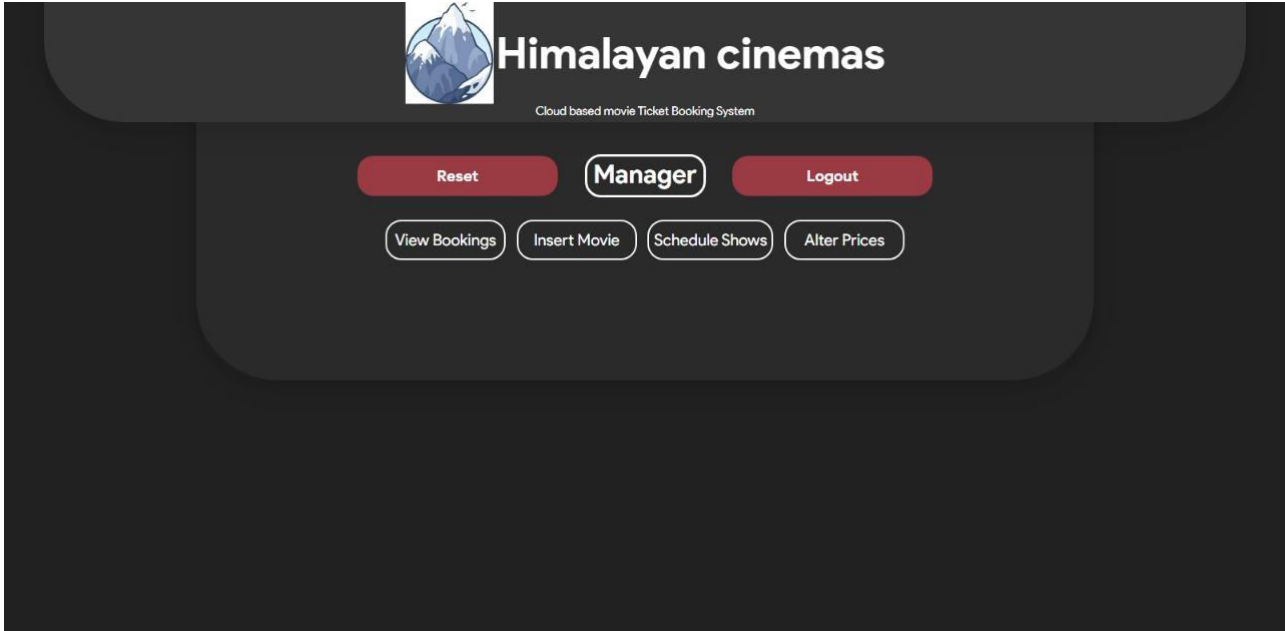 Himalayan cinemas
Cloud based movie Ticket Booking System
Reset Manager Logout
View Bookings Insert Movie Schedule Shows Alter Prices